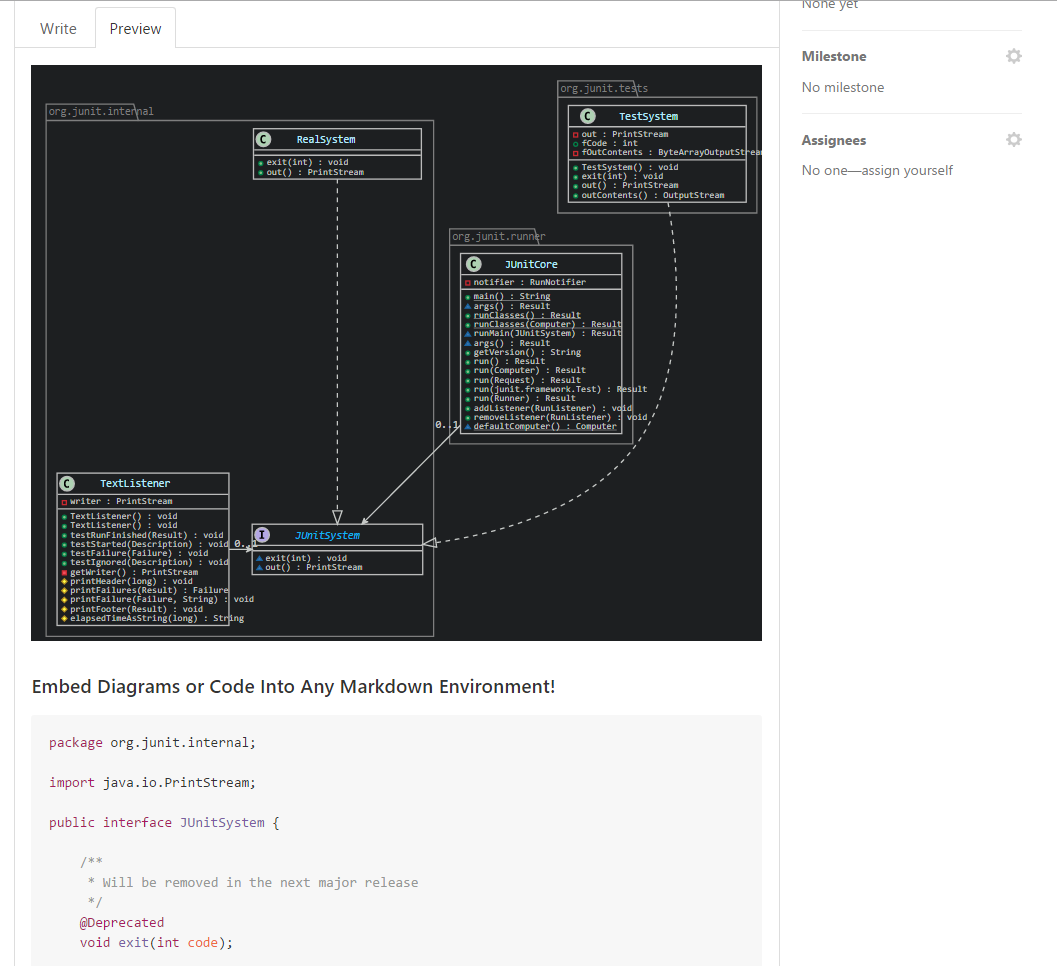 Write
Preview
None yet
Milestone
No milestone
Assignees
No one—assign yourself
org.junit.internal
C
RealSystem
exit(int) : void
out() : PrintStream
org.junit.tests
C
TestSystem
out : PrintStream
fCode : int
fOutContents : ByteArrayOutputStream
TestSystem() : void
exit(int) : void
out() : PrintStream
outContents() : OutputStream
org.junit.runner
C
JUnitCore
notifier : RunNotifier
main() : String
args() : Result
runClasses() : Result
runClasses(Computer) : Result
runMain(JUnitSystem) : Result
args() : Result
getVersion() : String
run() : Result
run(Computer) : Result
run(Request) : Result
run(junit.framework.Test) : Result
run(Runner) : Result
addListener(RunListener) : void
removeListener(RunListener) : void
defaultComputer() : Computer
0..1
C
TextListener
writer : PrintStream
TextListener() : void
TextListener() : void
testRunFinished(Result) : void
testStarted(Description) : void
testFailure(Failure) : void
testIgnored(Description) : void
getWriter() : PrintStream
printHeader(long) : void
printFailures(Result) : Failure
printFailure(Failure, String) : void
printFooter(Result) : void
elapsedTimeAsString(long) : String
0..1
I
JUnitSystem
exit(int) : void
out() : PrintStream
Embed Diagrams or Code Into Any Markdown Environment!
package org.junit.internal;
import java.io.PrintStream;
public interface JUnitSystem {
/**
* Will be removed in the next major release
*/
@Deprecated
void exit(int code);